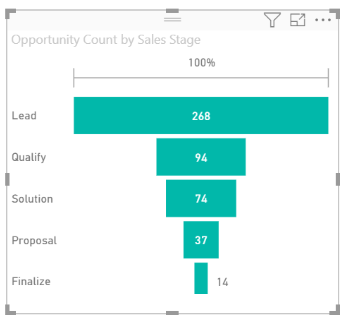 Opportunity Count by Sales Stage
100%
Lead 268
Qualify 94
Solution 74
Proposal 37
Finalize 14